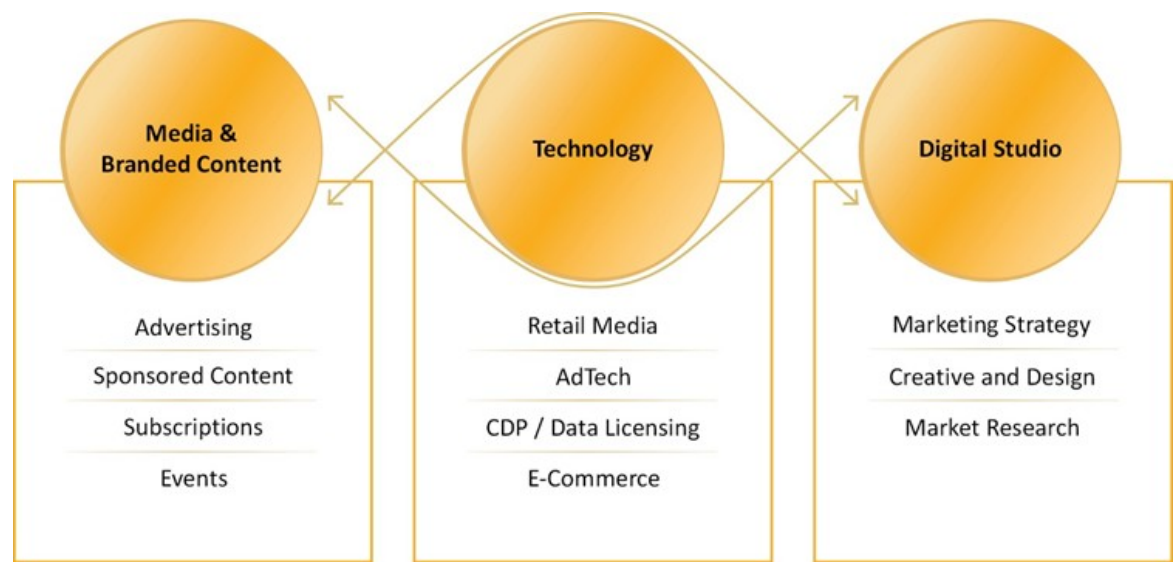 Media &
Branded Content
Advertising
Sponsored Content
Subscriptions
Events
Technology
Retail Media
AdTech
CDP / Data Licensing
E-Commerce
Digital Studio
Marketing Strategy
Creative and Design
Market Research